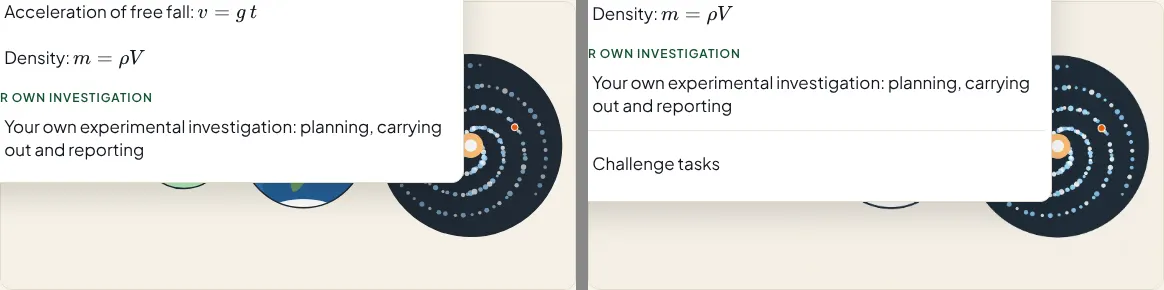 Acceleration of free fall: v = g t
Density: m = ρV
R OWN INVESTIGATION
Your own experimental investigation: planning, carrying
out and reporting
Density: m = ρV
R OWN INVESTIGATION
Your own experimental investigation: planning, carrying
out and reporting
Challenge tasks